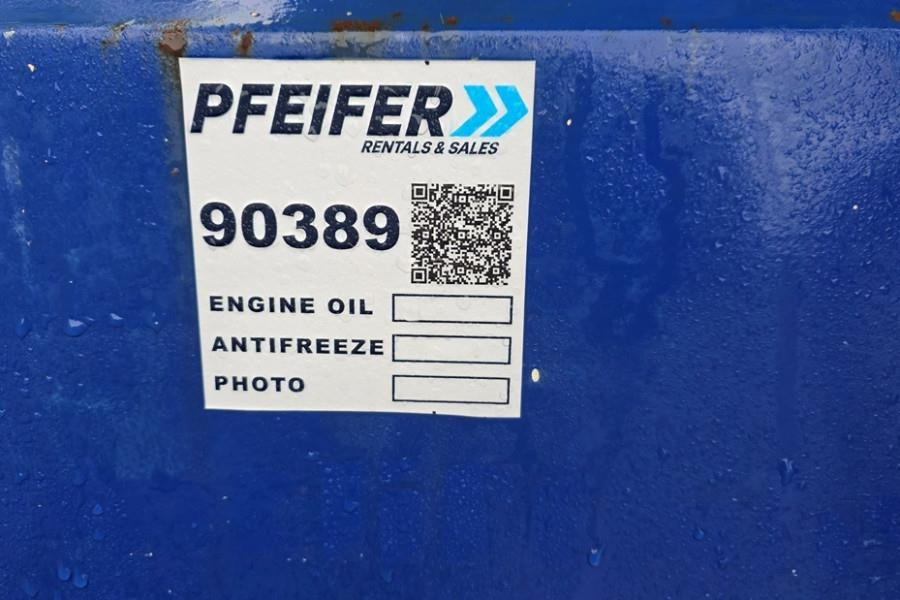 PFEIFER
RENTALS & SALES
90389
ENGINE OIL
ANTIFREEZE
PHOTO